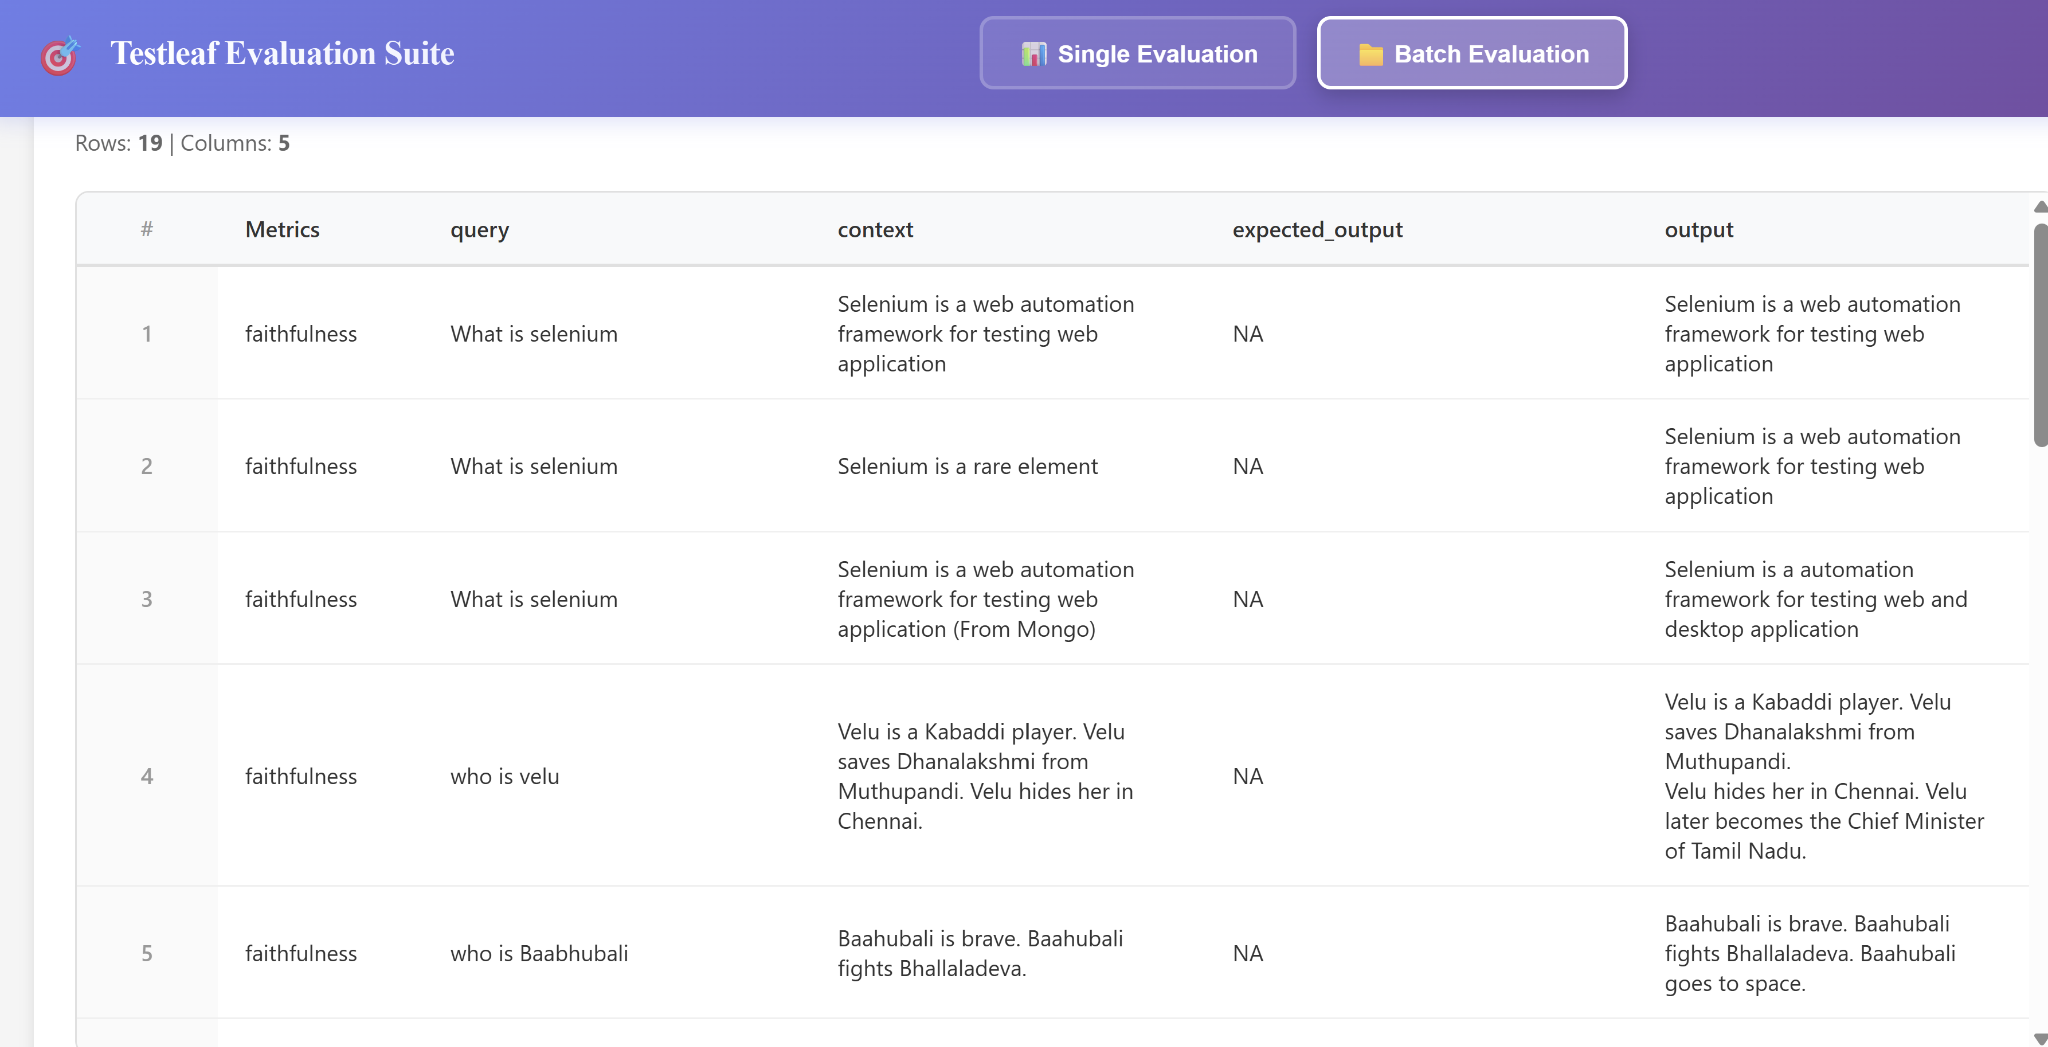 Testleaf Evaluation Suite
Single Evaluation
Batch Evaluation
Rows: 19 | Columns: 5
# Metrics query context expected_output output
1 faithfulness What is selenium
Selenium is a web automation
framework for testing web
application
NA
Selenium is a web automation
framework for testing web
application
2 faithfulness What is selenium
Selenium is a rare element
NA
Selenium is a web automation
framework for testing web
application
3 faithfulness What is selenium
Selenium is a web automation
framework for testing web
application (From Mongo)
NA
Selenium is a automation
framework for testing web and
desktop application
4 faithfulness who is velu
Velu is a Kabaddi player. Velu
saves Dhanalakshmi from
Muthupandi. Velu hides her in
Chennai.
NA
Velu is a Kabaddi player. Velu
saves Dhanalakshmi from
Muthupandi.
Velu hides her in Chennai. Velu
later becomes the Chief Minister
of Tamil Nadu.
5 faithfulness who is Baabhubali
Baahubali is brave. Baahubali
fights Bhallaladeva.
NA
Baahubali is brave. Baahubali
fights Bhallaladeva. Baahubali
goes to space.